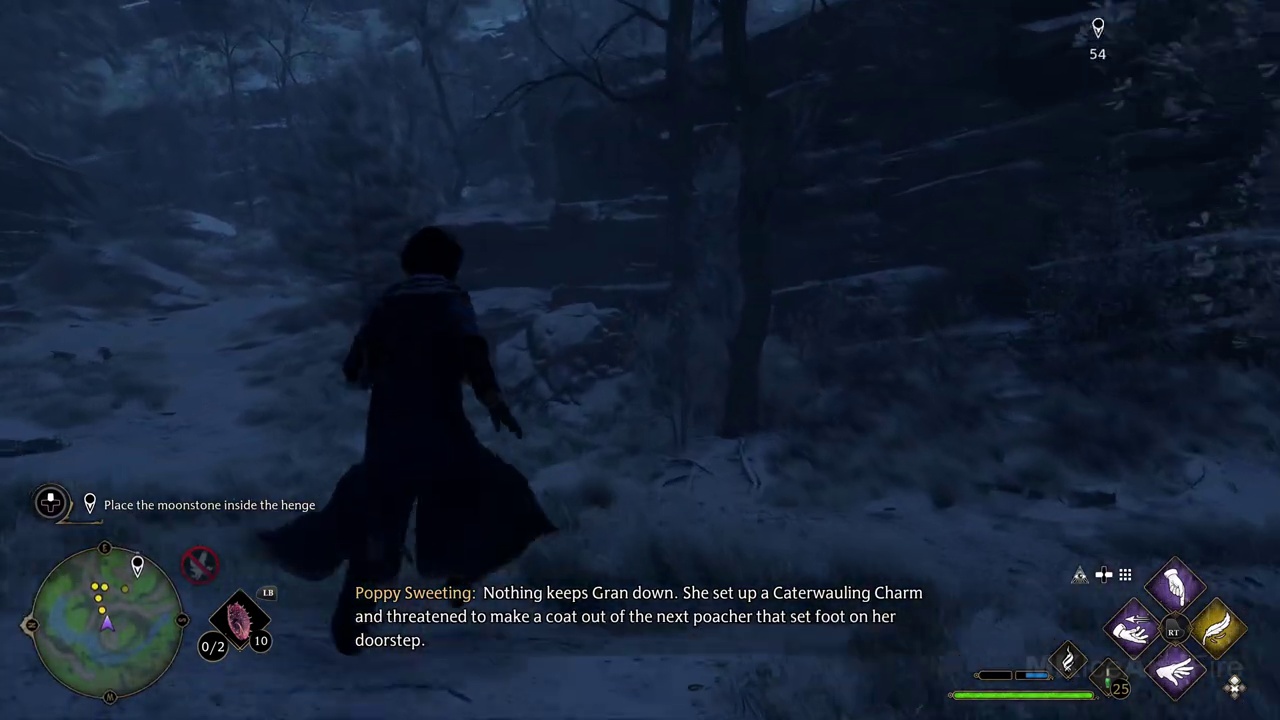 54
Place the moonstone inside the henge
LB
0/2
10
Poppy Sweeting: Nothing keeps Gran down. She set up a Caterwauling Charm
and threatened to make a coat out of the next poacher that set foot on her
doorstep.
RT
25